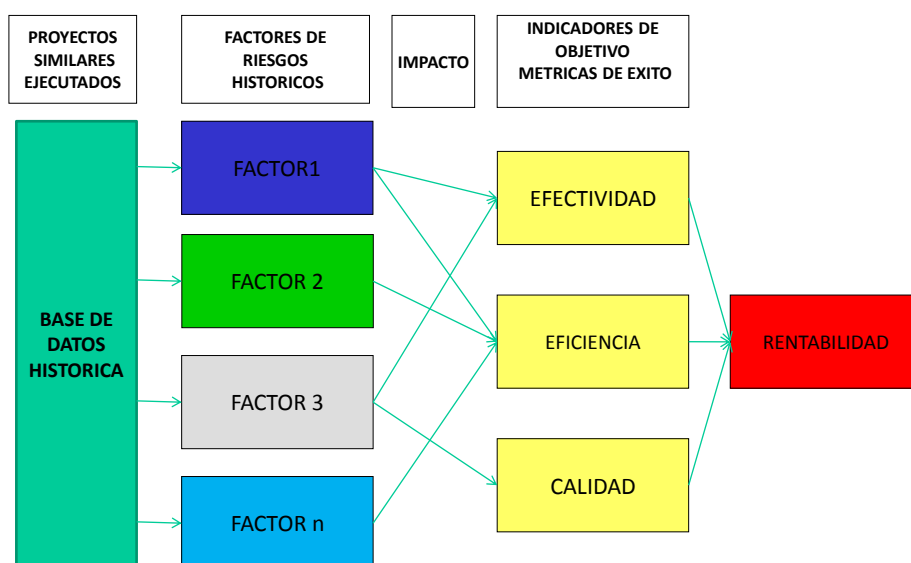 PROYECTOS
SIMILARES
EJECUTADOS
FACTORES DE
RIESGOS
HISTORICOS
IMPACTO
INDICADORES DE
OBJETIVO
METRICAS DE EXITO
BASE DE
DATOS
HISTORICA
FACTOR1
FACTOR 2
FACTOR 3
FACTOR n
EFECTIVIDAD
EFICIENCIA
CALIDAD
RENTABILIDAD